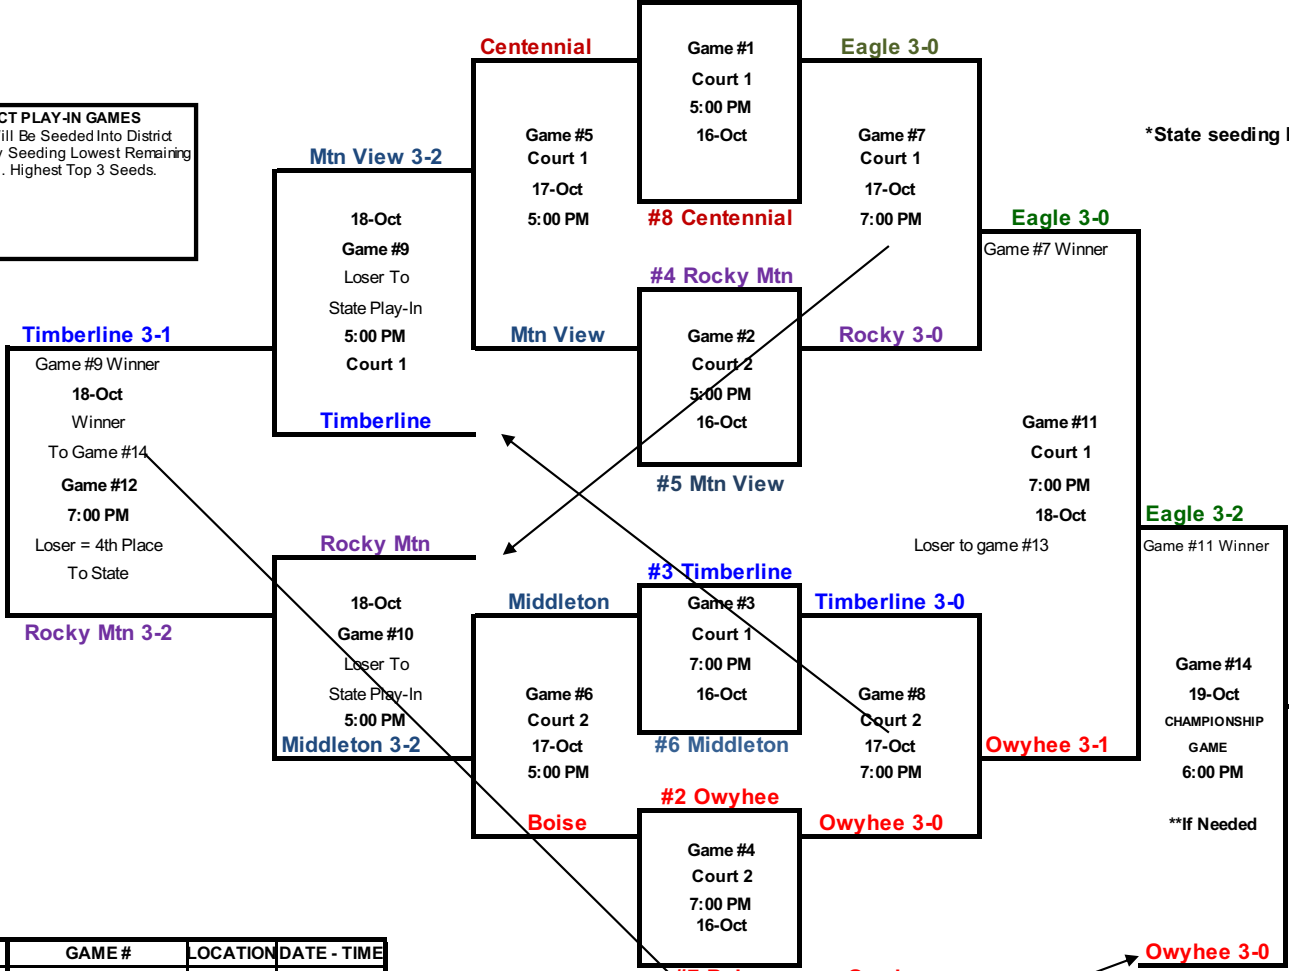 Centennial
Game #1
Court 1
5:00 PM
16-Oct
#8 Centennial
Eagle 3-0
CT PLAY-IN GAMES
ill Be Seeded Into District
y Seeding Lowest Remaining
. Highest Top 3 Seeds.
Mtn View 3-2
Game #5
Court 1
17-Oct
5:00 PM
Game #7
Court 1
17-Oct
7:00 PM
*State seeding
18-Oct
Game #9
Loser To
State Play-In
5:00 PM
Court 1
Eagle 3-0
Game #7 Winner
#4 Rocky Mtn
Timberline 3-1
Game #9 Winner
18-Oct
Winner
To Game #14
Game #12
7:00 PM
Loser = 4th Place
To State
Mtn View
Game #2
Court 2
5:00 PM
16-Oct
#5 Mtn View
Rocky 3-0
Timberline
Game #11
Court 1
7:00 PM
18-Oct
Loser to game #13
Eagle 3-2
Game #11 Winner
Rocky Mtn
#3 Timberline
Rocky Mtn 3-2
18-Oct
Game #10
Loser To
State Play-In
5:00 PM
Middleton 3-2
Middleton
Game #3
Court 1
7:00 PM
16-Oct
#6 Middleton
Timberline 3-0
Game #6
Court 2
17-Oct
5:00 PM
Game #8
Court 2
17-Oct
7:00 PM
Owyhee 3-1
Game #14
19-Oct
CHAMPIONSHIP
GAME
6:00 PM
**If Needed
#2 Owyhee
Boise
Owyhee 3-0
Game #4
Court 2
7:00 PM
16-Oct
GAME #
LOCATION
DATE - TIME
Owyhee 3-0